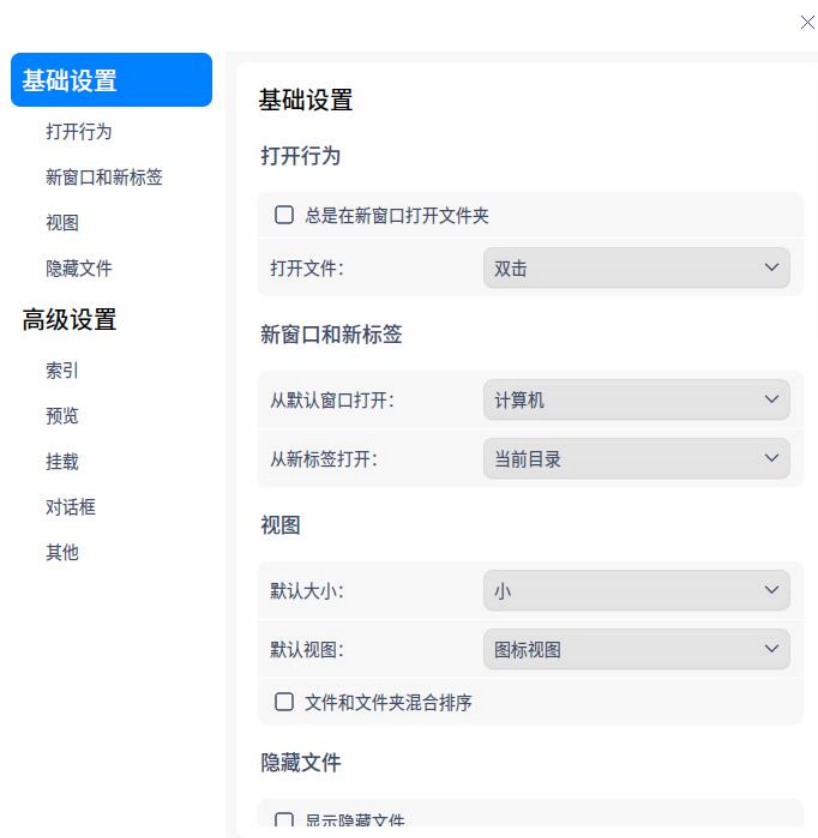 基础设置
打开行为
新窗口和新标签
视图
隐藏文件
高级设置
索引
预览
挂载
对话框
其他
基础设置
打开行为
总是在新窗口打开文件夹
打开文件： 双击
新窗口和新标签
从默认窗口打开： 计算机
从新标签打开： 当前目录
视图
默认大小： 小
默认视图： 图标视图
文件和文件夹混合排序
隐藏文件
显示隐藏文件